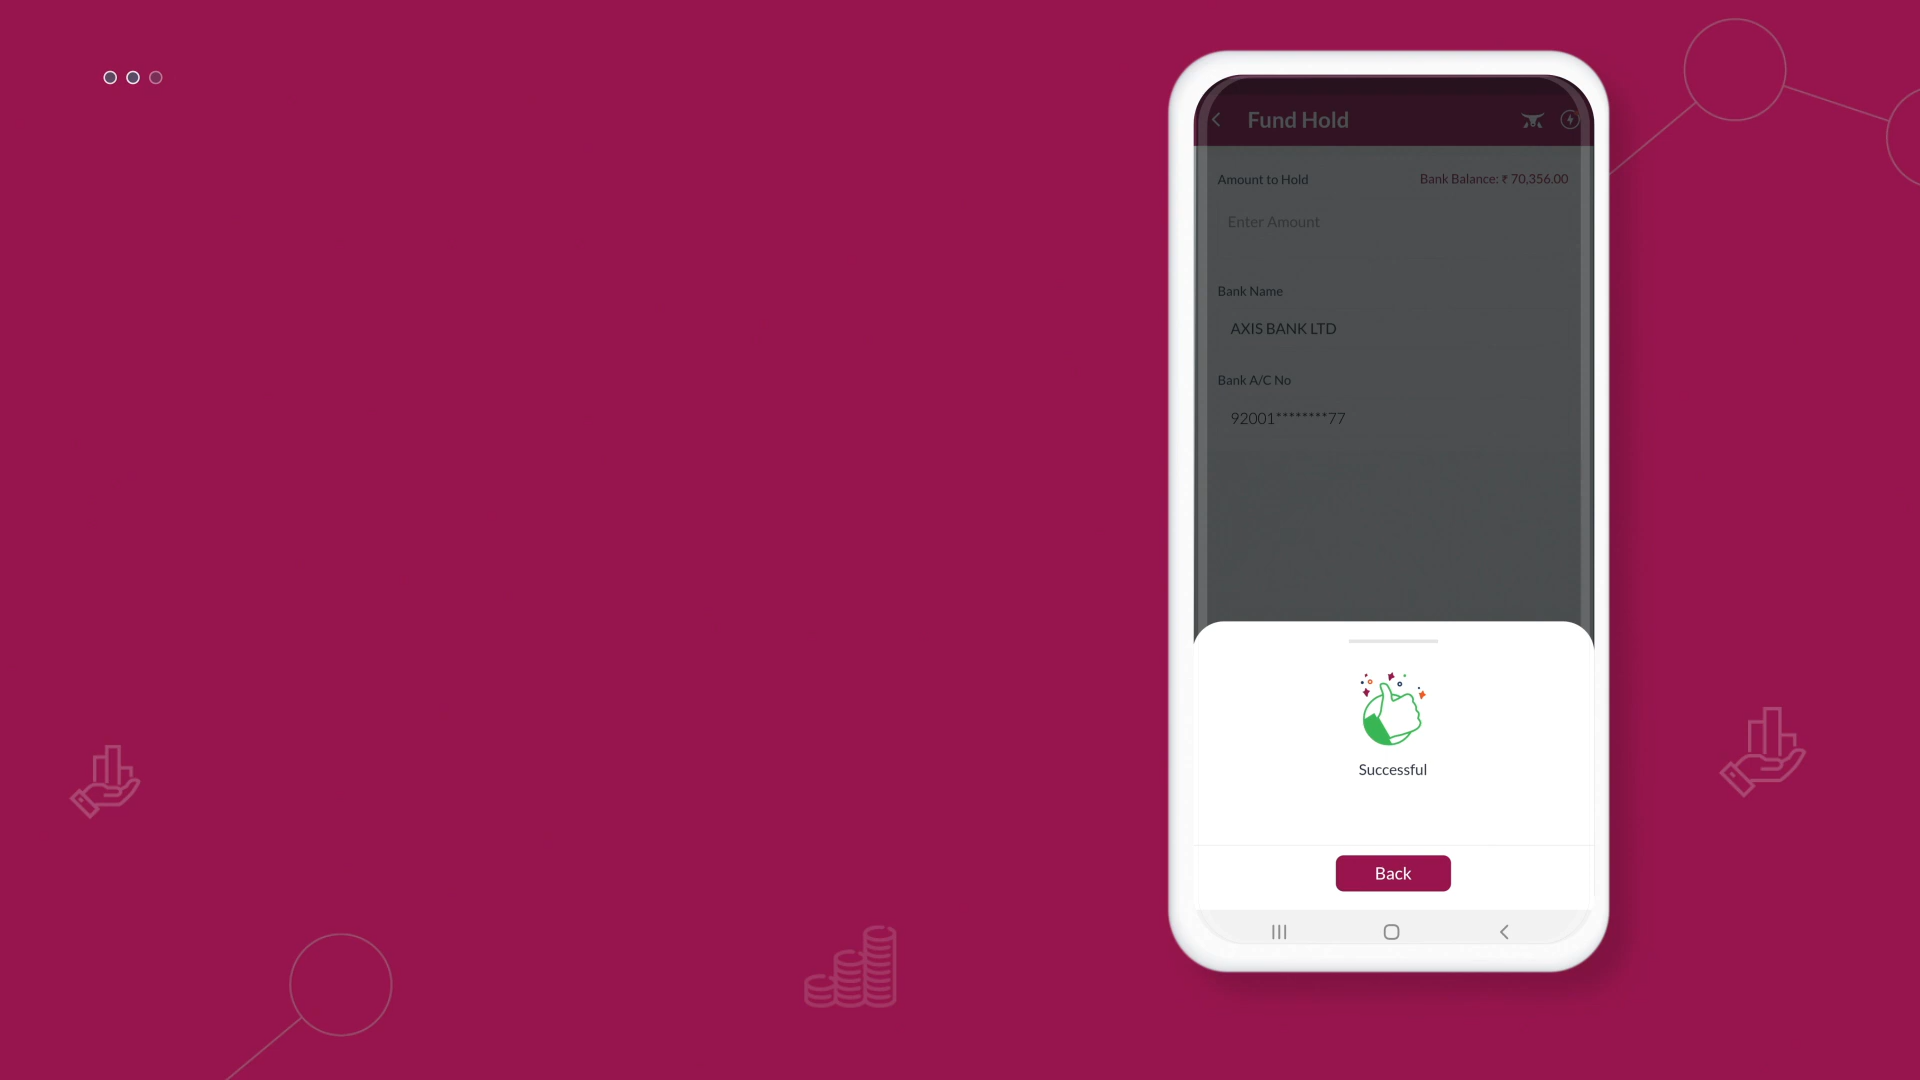 Fund Hold
Amount to Hold
Bank Balance: ₹ 70,356.00
Enter Amount
Bank Name
AXIS BANK LTD
Bank A/C No
92001********77
Successful
Back